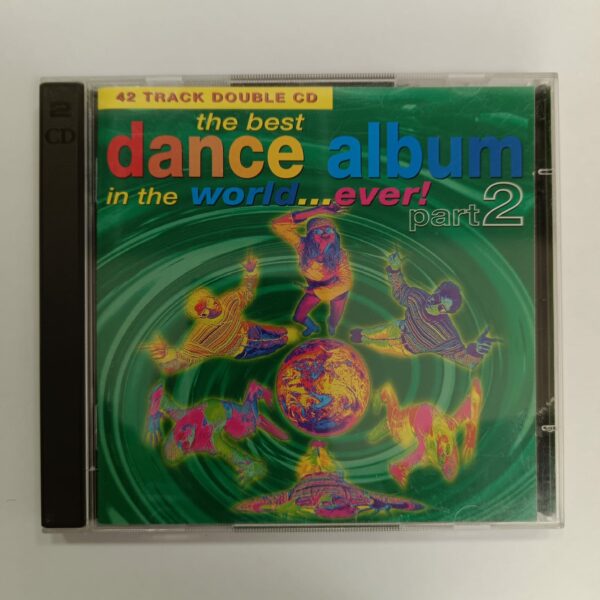 2
CD
42 TRACK DOUBLE CD
the best
dance album
in the world...ever!
part 2